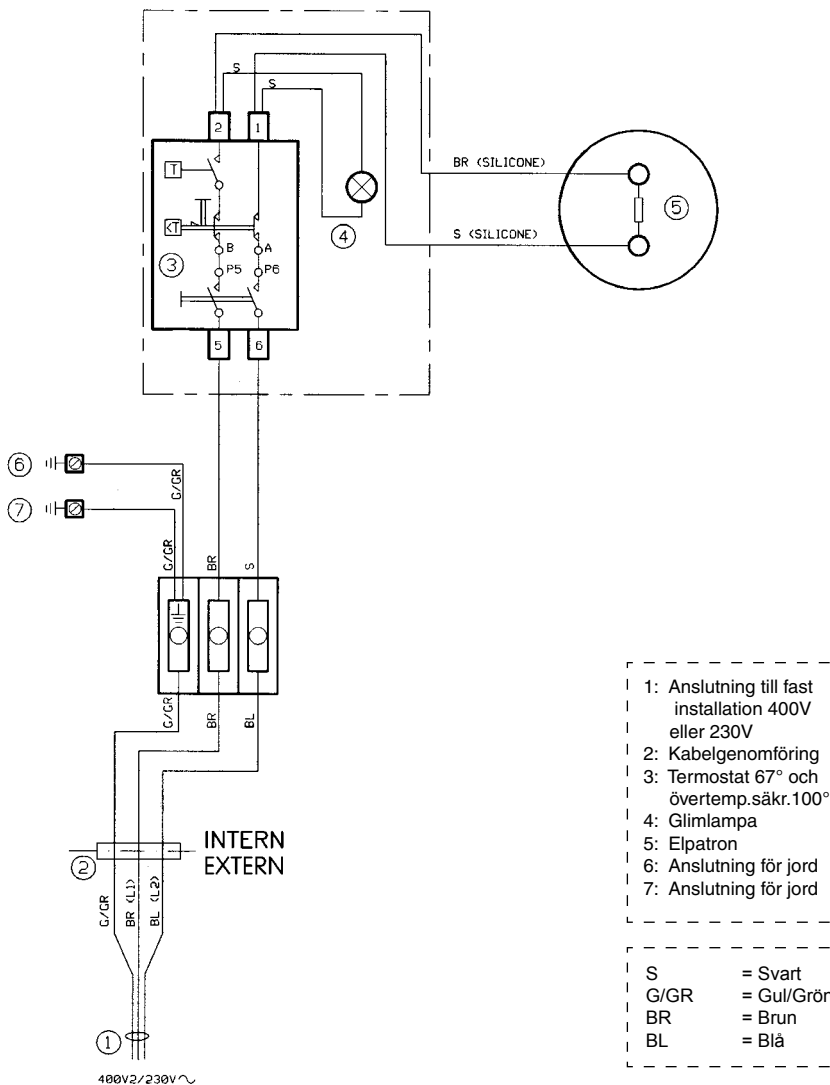 S
S
2
1
T
BR (SILICONE)
5
<T
4
S (SILICONE)
B
A
3
P5
P6
5
6
6
G/GR
7
G/GR
BR
S
G/GR
BR
BL
1: Anslutning till fast
installation 400V
eller 230V
2: Kabelgenomföring
3: Termostat 67° och
övertemp.säkr.100°
4: Glimlampa
5: Elpatron
6: Anslutning för jord
7: Anslutning för jord
INTERN
EXTERN
2
G/GR
BR (L1)
BL (L2)
S = Svart
G/GR = Gul/Grön
BR = Brun
BL = Blå
1
400V2/230V~